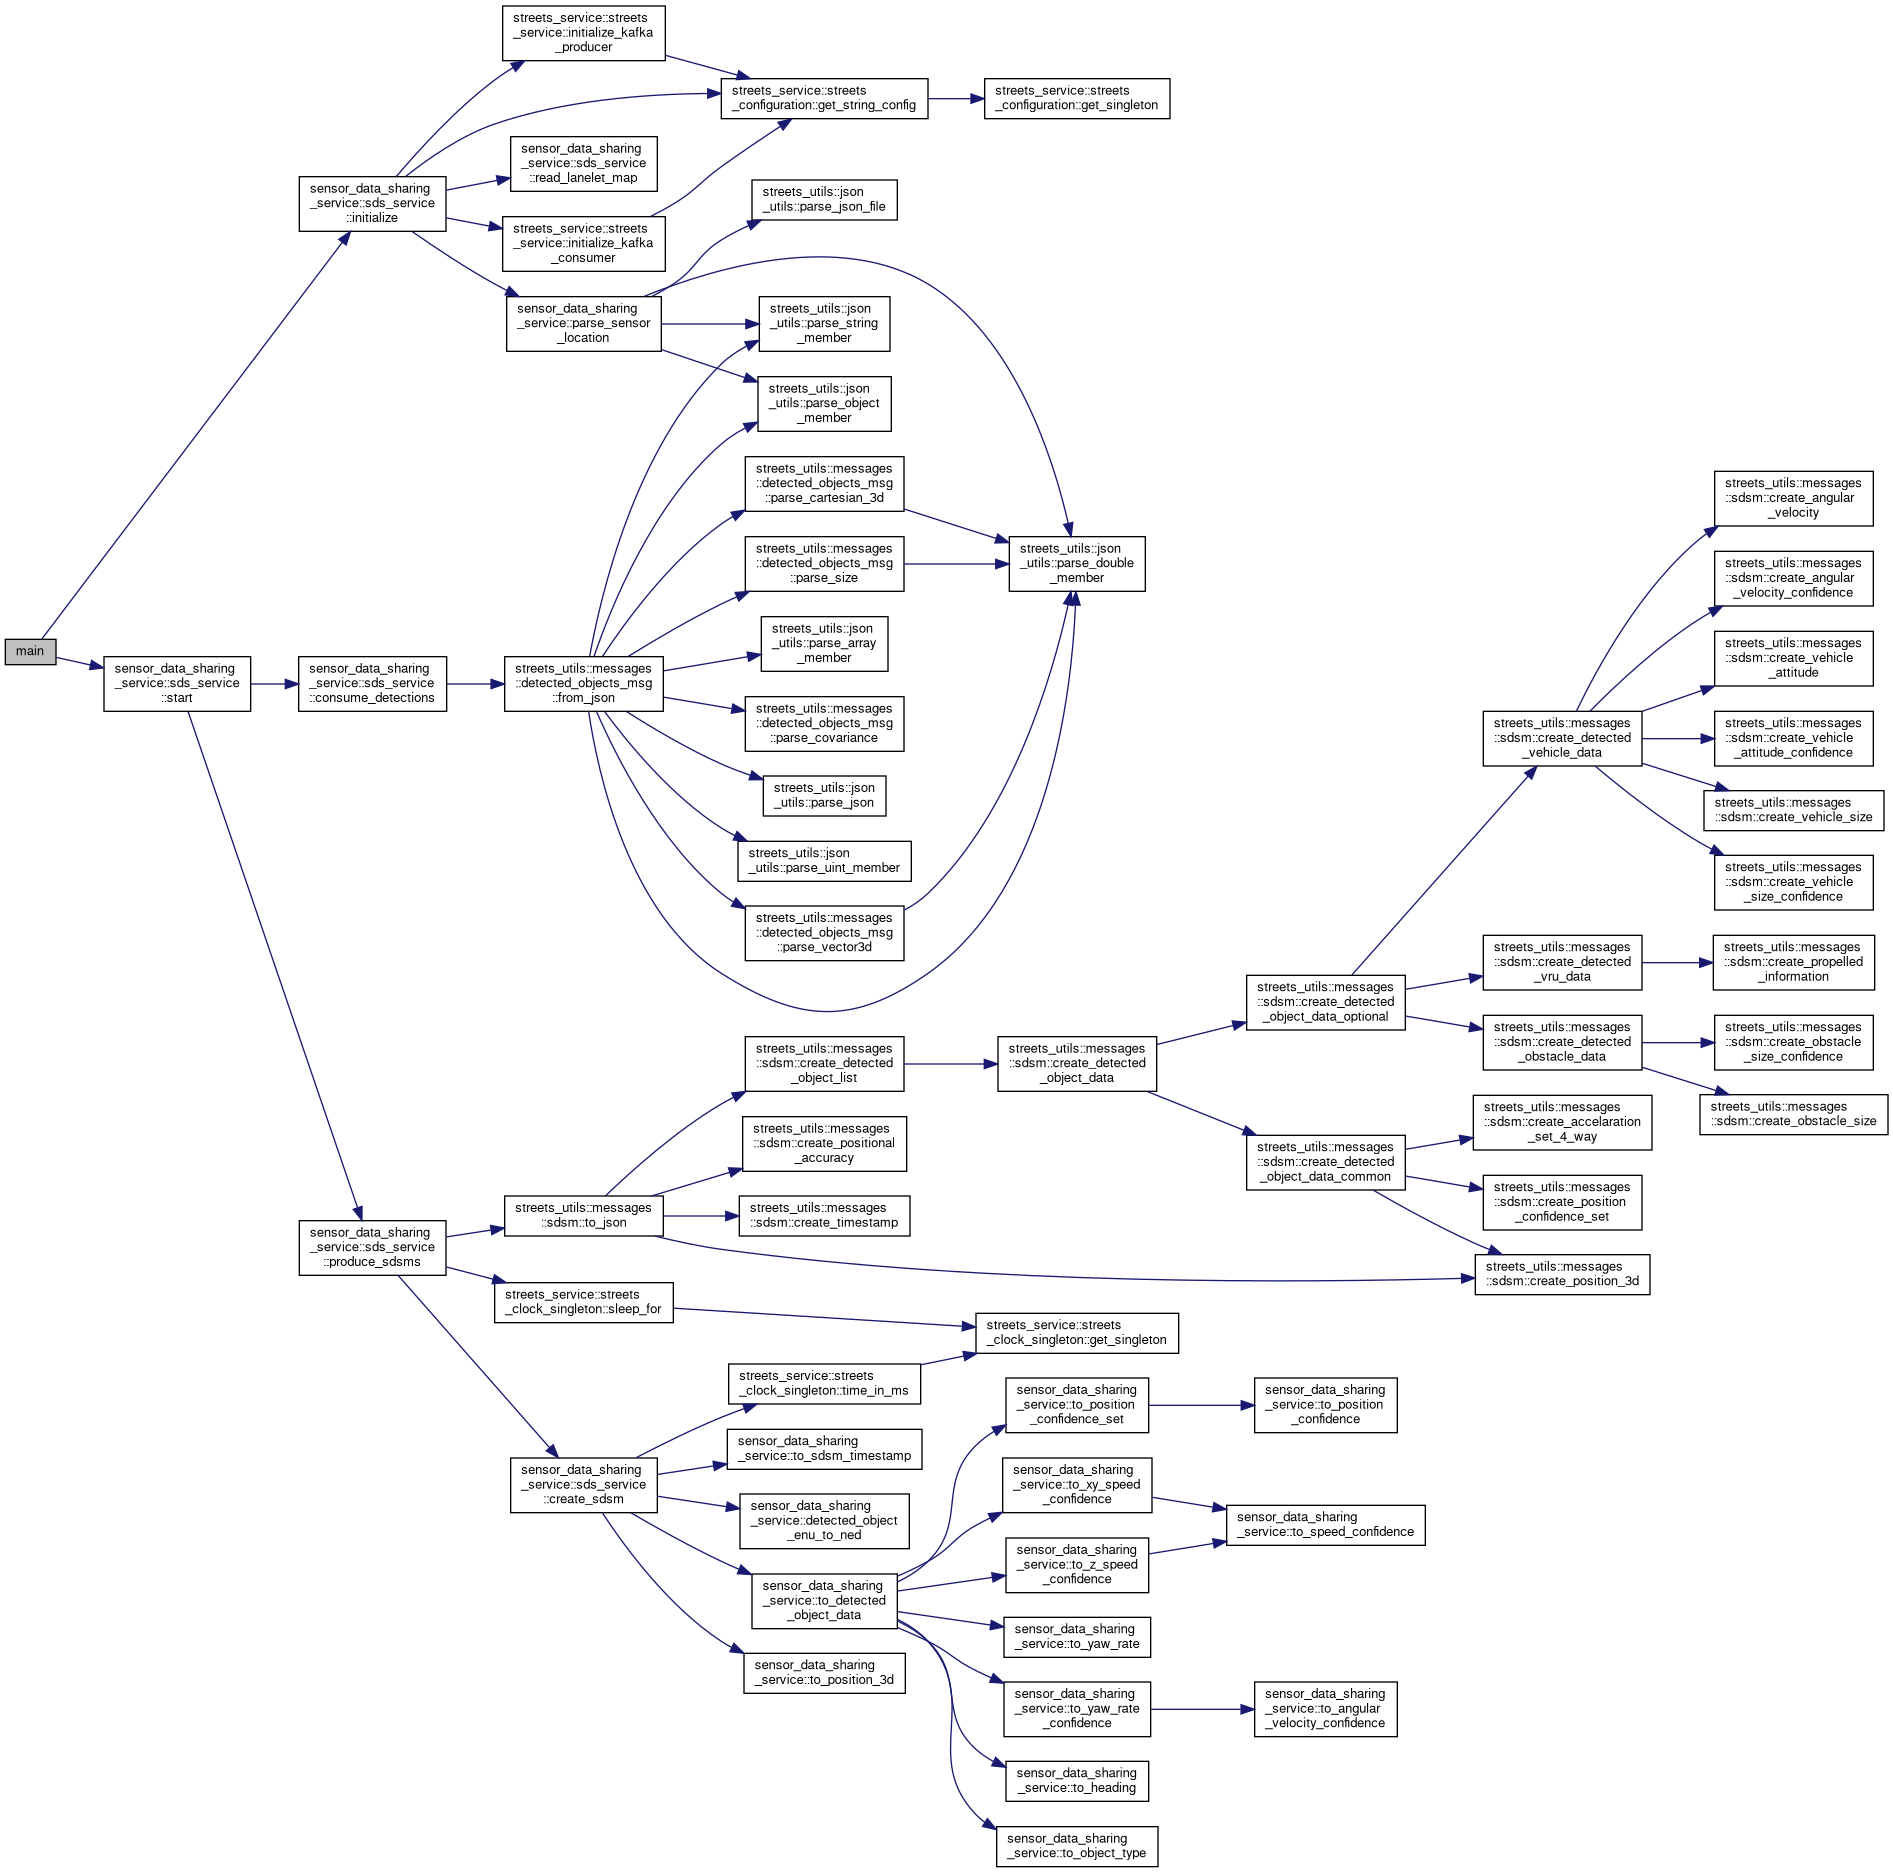 streets_service::streets
_service::initialize_kafka
_producer
streets_service::streets
_configuration::get_string_config
streets_service::streets
_configuration::get_singleton
sensor_data_sharing
_service::sds_service
::read_lanelet_map
sensor_data_sharing
_service::sds_service
::initialize
streets_utils::json
_utils::parse_json_file
streets_service::streets
_service::initialize_kafka
_consumer
sensor_data_sharing
_service::parse_sensor
_location
streets_utils::json
_utils::parse_string
_member
streets_utils::json
_utils::parse_object
_member
streets_utils::messages
::detected_objects_msg
::parse_cartesian_3d
streets_utils::messages
::sdsm::create_angular
_velocity
streets_utils::messages
::detected_objects_msg
::parse_size
streets_utils::json
_utils::parse_double
_member
streets_utils::messages
::sdsm::create_angular
_velocity_confidence
main
streets_utils::json
_utils::parse_array
_member
streets_utils::messages
::sdsm::create_vehicle
_attitude
sensor_data_sharing
_service::sds_service
::start
sensor_data_sharing
_service::sds_service
::consume_detections
streets_utils::messages
::detected_objects_msg
::from_json
streets_utils::messages
::detected_objects_msg
::parse_covariance
streets_utils::messages
::sdsm::create_detected
_vehicle_data
streets_utils::messages
::sdsm::create_vehicle
_attitude_confidence
streets_utils::json
_utils::parse_json
streets_utils::messages
::sdsm::create_vehicle_size
streets_utils::json
_utils::parse_uint_member
streets_utils::messages
::sdsm::create_vehicle
_size_confidence
streets_utils::messages
::detected_objects_msg
::parse_vector3d
streets_utils::messages
::sdsm::create_detected
_vru_data
streets_utils::messages
::sdsm::create_propelled
_information
streets_utils::messages
::sdsm::create_detected
_object_data_optional
streets_utils::messages
::sdsm::create_detected
_obstacle_data
streets_utils::messages
::sdsm::create_obstacle
_size_confidence
streets_utils::messages
::sdsm::create_detected
_object_list
streets_utils::messages
::sdsm::create_detected
_object_data
streets_utils::messages
::sdsm::create_obstacle_size
streets_utils::messages
::sdsm::create_positional
_accuracy
streets_utils::messages
::sdsm::create_accelaration
_set_4_way
streets_utils::messages
::sdsm::create_detected
_object_data_common
streets_utils::messages
::sdsm::create_position
_confidence_set
streets_utils::messages
::sdsm::to_json
streets_utils::messages
::sdsm::create_timestamp
sensor_data_sharing
_service::sds_service
::produce_sdsms
streets_utils::messages
::sdsm::create_position_3d
streets_service::streets
_clock_singleton::sleep_for
streets_service::streets
_clock_singleton::get_singleton
streets_service::streets
_clock_singleton::time_in_ms
sensor_data_sharing
_service::to_position
_confidence_set
sensor_data_sharing
_service::to_position
_confidence
sensor_data_sharing
_service::to_sdsm_timestamp
sensor_data_sharing
_service::sds_service
::create_sdsm
sensor_data_sharing
_service::to_xy_speed
_confidence
sensor_data_sharing
_service::detected_object
_enu_to_ned
sensor_data_sharing
_service::to_speed_confidence
sensor_data_sharing
_service::to_z_speed
_confidence
sensor_data_sharing
_service::to_detected
_object_data
sensor_data_sharing
_service::to_yaw_rate
sensor_data_sharing
_service::to_position_3d
sensor_data_sharing
_service::to_yaw_rate
_confidence
sensor_data_sharing
_service::to_angular
_velocity_confidence
sensor_data_sharing
_service::to_heading
sensor_data_sharing
_service::to_object_type